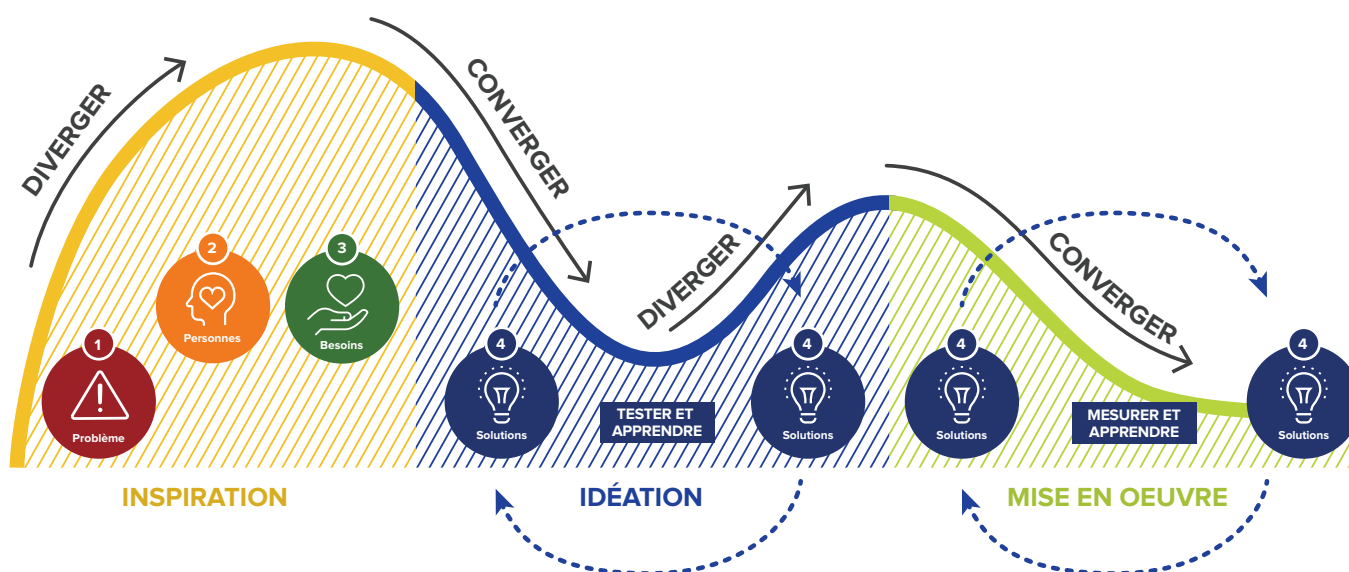 DIVERGER
CONVERGER
DIVERGER
CONVERGER
1
Problème
2
Personnes
3
Besoins
4
Solutions
TESTER ET
APPRENDRE
4
Solutions
4
Solutions
MESURER ET
APPRENDRE
4
Solutions
INSPIRATION
IDÉATION
MISE EN OEUVRE